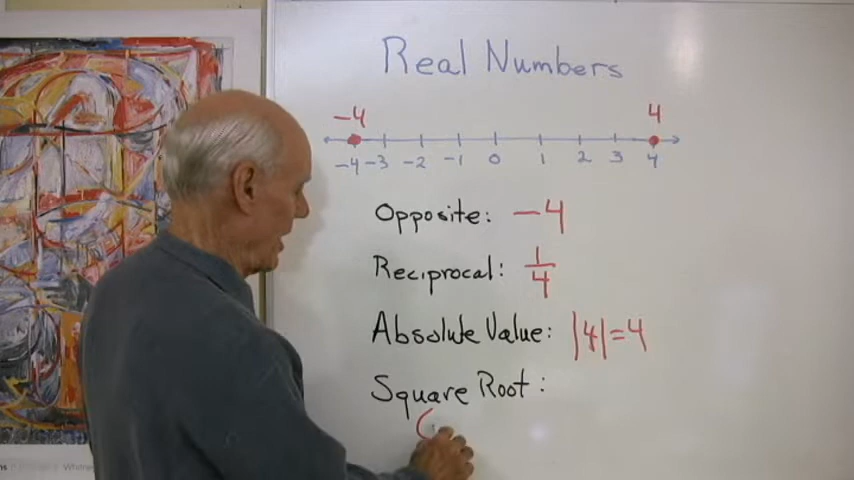 Real Numbers
-4 4
-4 -3 -2 -1 0 1 2 3 4
Opposite: -4
Reciprocal: 1/4
Absolute Value: |4|=4
Square Root:
(